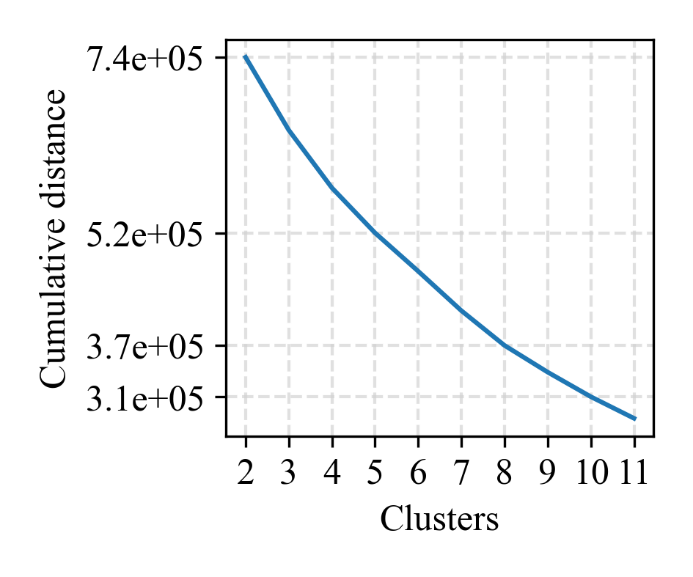 7.4e+05
5.2e+05
3.7e+05
3.1e+05
Cumulative distance
2 3 4 5 6 7 8 9 10 11
Clusters